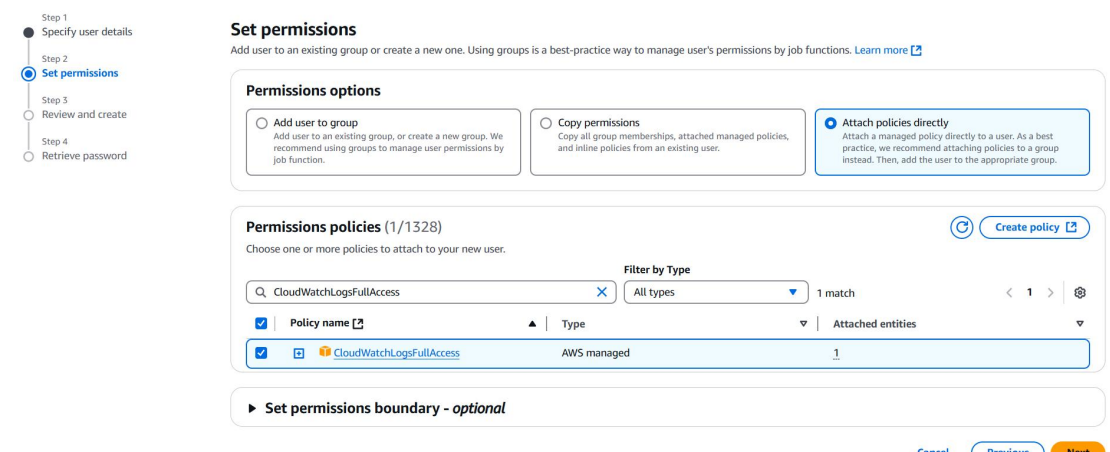 Step 1
Specify user details
Step 2
Set permissions
Step 3
Review and create
Step 4
Retrieve password
Set permissions
Add user to an existing group or create a new one. Using groups is a best-practice way to manage user's permissions by job functions. Learn more
Permissions options
Add user to group
Add user to an existing group, or create a new group. We
recommend using groups to manage user permissions by
job function.
Copy permissions
Copy all group memberships, attached managed policies,
and inline policies from an existing user.
Attach policies directly
Attach a managed policy directly to a user. As a best
practice, we recommend attaching policies to a group
instead. Then, add the user to the appropriate group.
Permissions policies (1/1328)
Create policy
Choose one or more policies to attach to your new user.
Filter by Type
CloudWatchLogsFullAccess
All types
1 match
1
Policy name
Type
Attached entities
CloudWatchLogsFullAccess
AWS managed
1
Set permissions boundary - optional
Cancel
Previous
Next